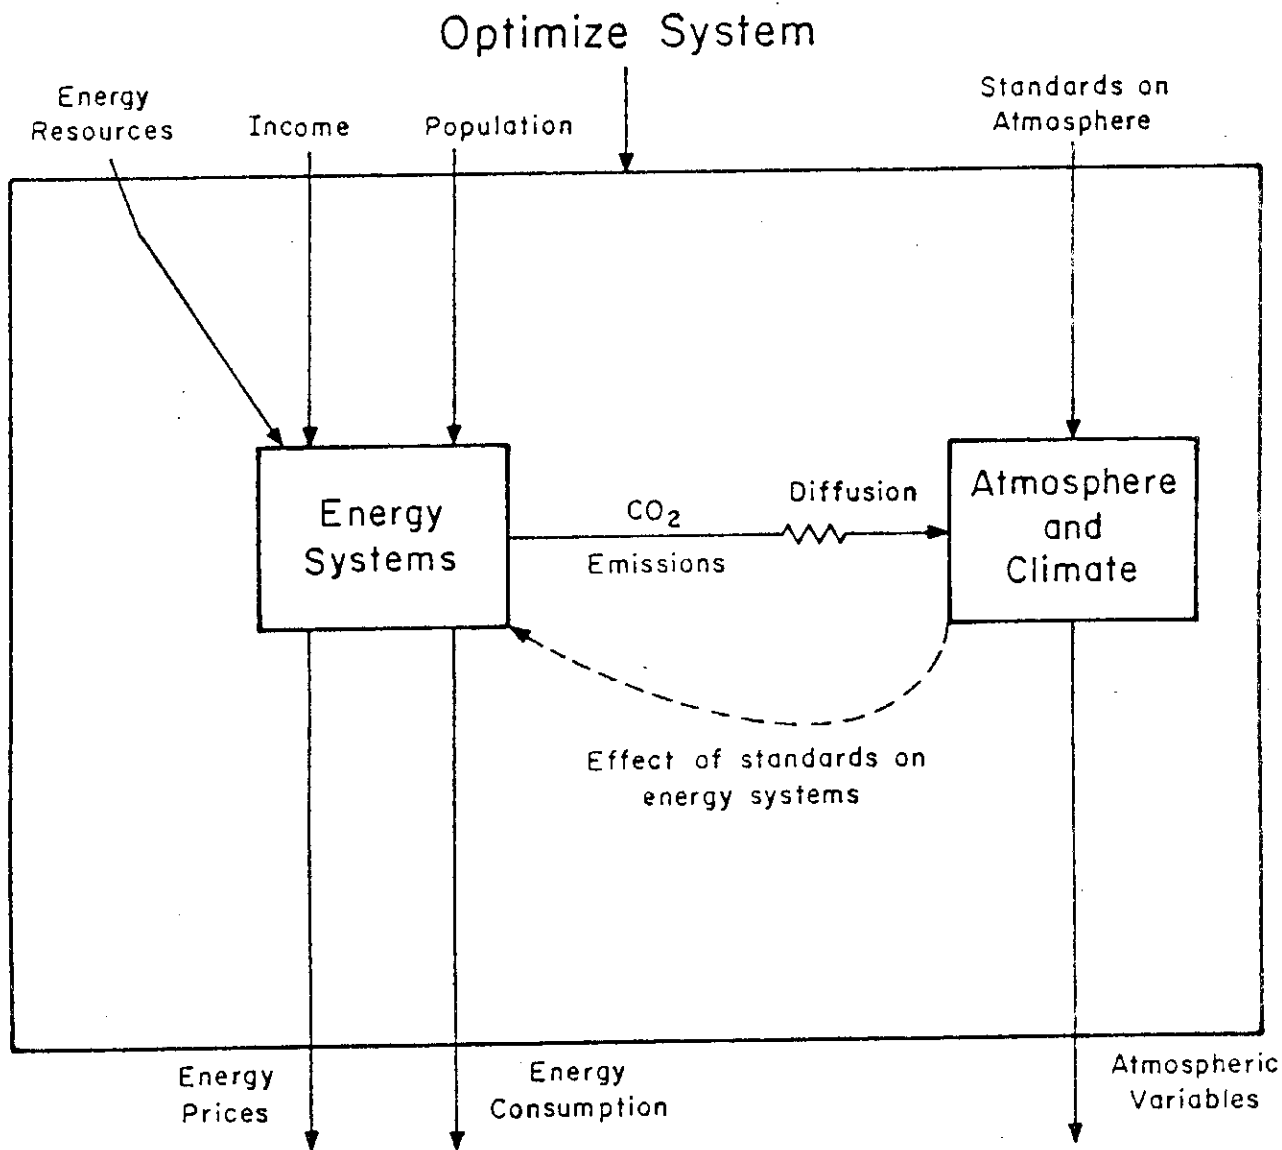 Optimize System
Energy
Resources
Income
Population
Standards on
Atmosphere
Energy
Systems
CO₂
Emissions
Diffusion
Atmosphere
and
Climate
Effect of standards on
energy systems
Energy
Prices
Energy
Consumption
Atmospheric
Variables